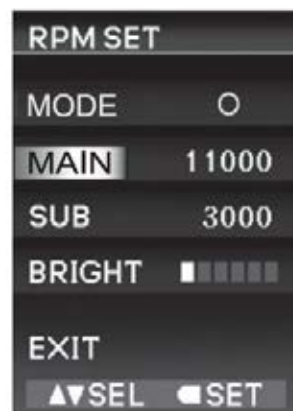 RPM SET
MODE O
MAIN 11000
SUB 3000
BRIGHT
EXIT
▲▼SEL ◀SET